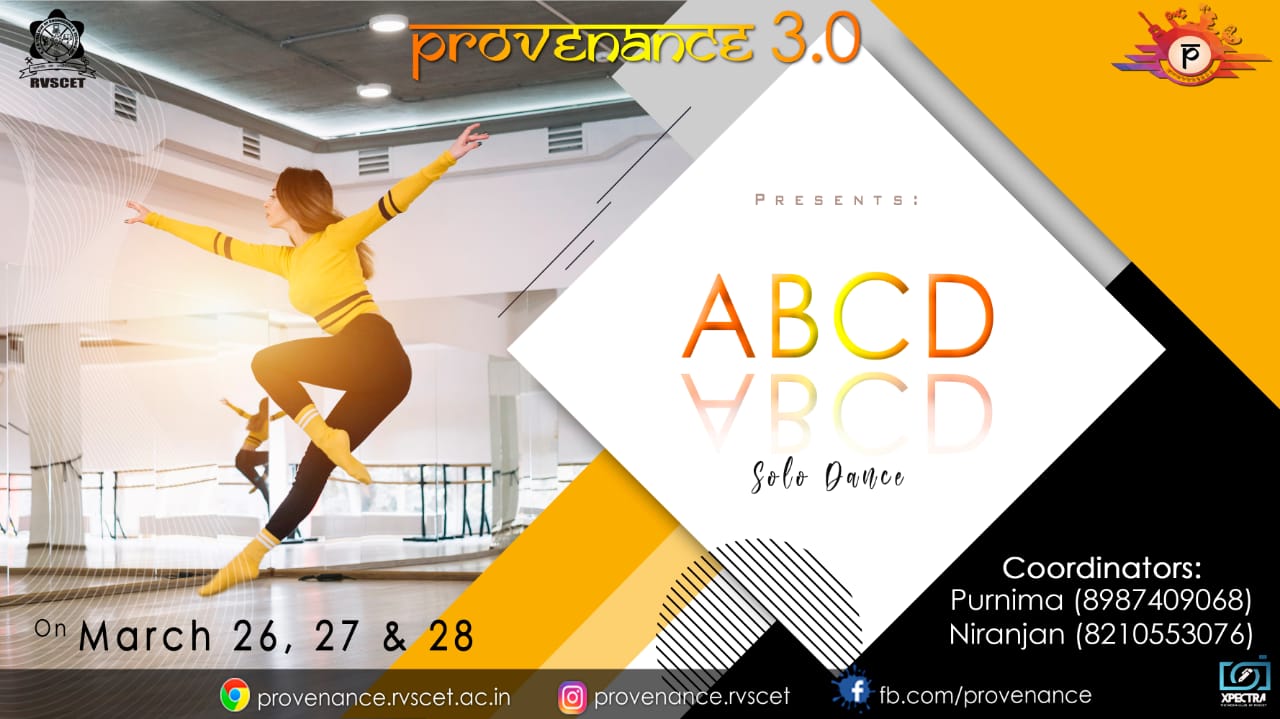 RVSCET
PROVENANCE 3.0
PRESENTS:
ABCD
Solo Dance
Coordinators:
Purnima (8987409068)
Niranjan (8210553076)
On March 26, 27 & 28
provenance.rvscet.ac.in
provenance.rvscet
fb.com/provenance
XPECTRA